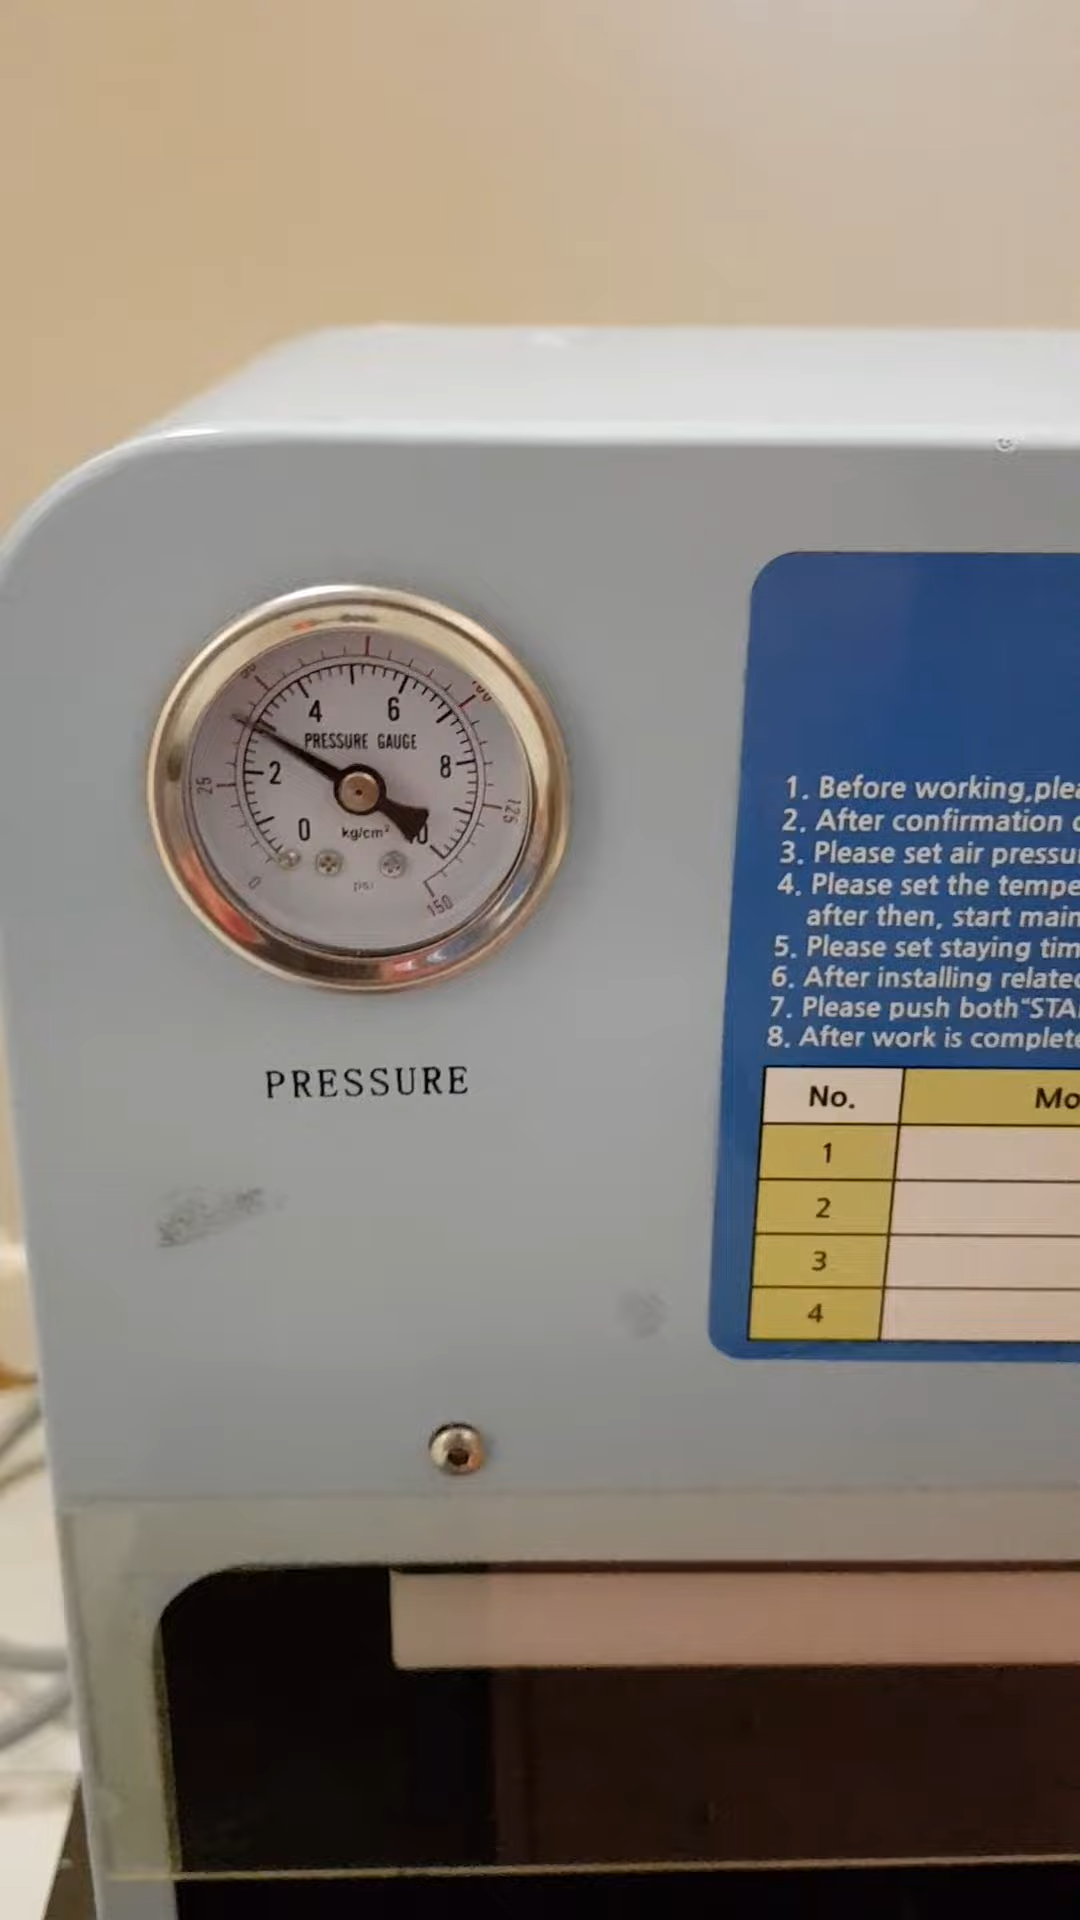 50
100
4 6
PRESSURE GAUGE
25 2 8
125
0 kg/cm²
0
150
PRESSURE
1. Before working,plea
2. After confirmation
3. Please set air pressu
4. Please set the tempe
after then, start main
5. Please set staying tim
6. After installing related
7. Please push both"STA
8. After work is complete
No. Mo
1
2
3
4